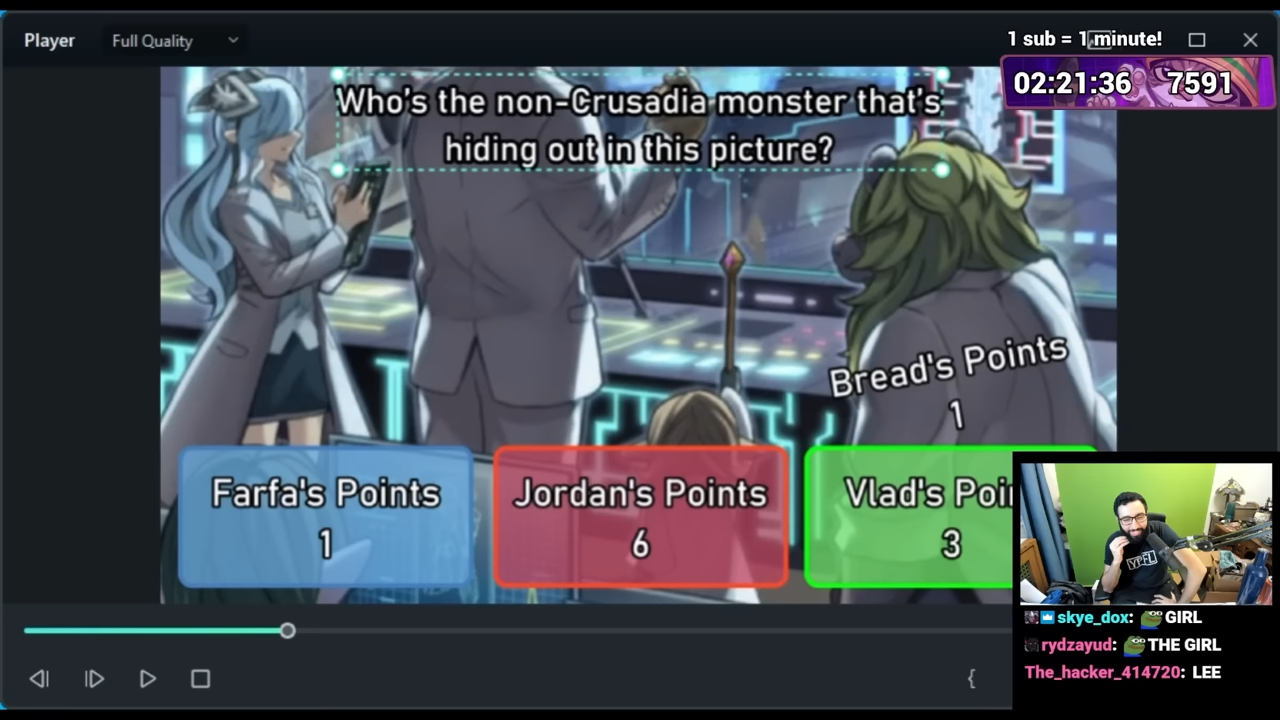 Player
Full Quality
1 sub = 1 minute!
02:21:36 7591
Who's the non-Crusadia monster that's
hiding out in this picture?
Bread's Points
1
Farfa's Points
1
Jordan's Points
6
Vlad's Poi
3
skye_dox: GIRL
rydzayud: THE GIRL
The_hacker_414720: LEE